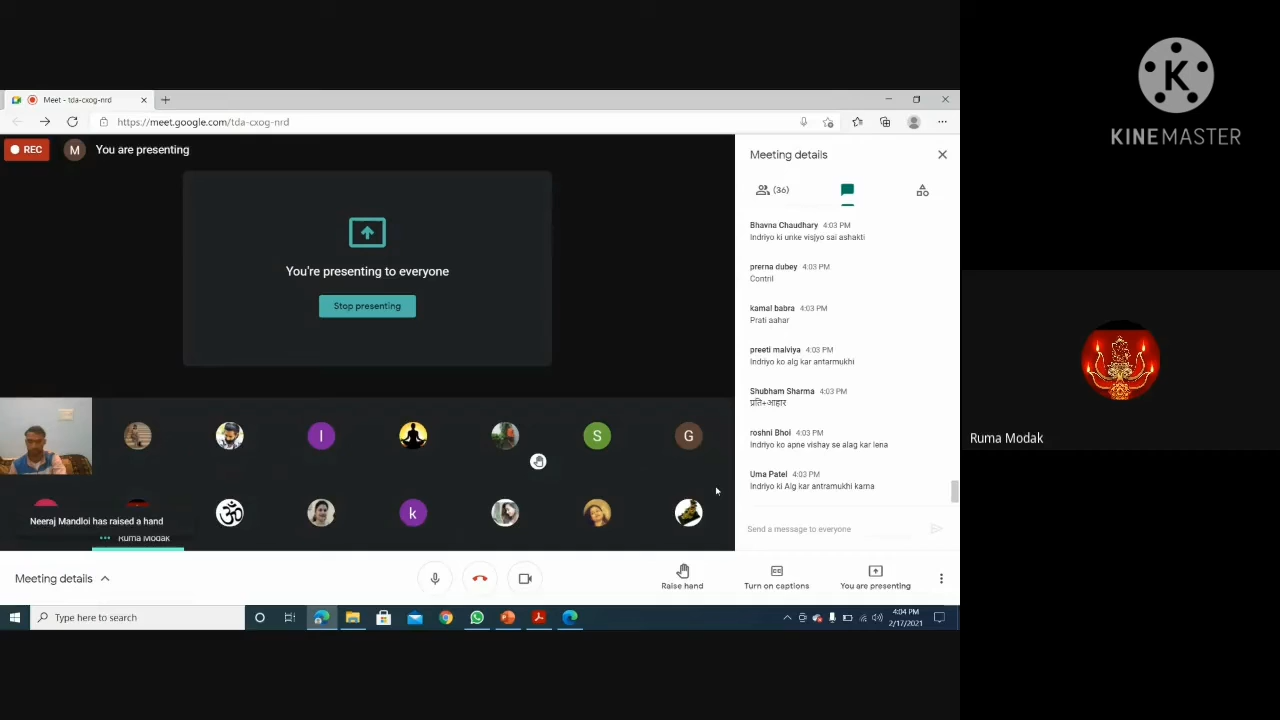 Meet - tda-cxog-nrd
https://meet.google.com/tda-cxog-nrd
REC
M
You are presenting
You're presenting to everyone
Stop presenting
I
S
G
k
Neeraj Mandloi has raised a hand
Ruma Modak
Meeting details
(36)
Bhavna Chaudhary 4:03 PM
Indriyo ki unke visjyo sai ashakti
prerna dubey 4:03 PM
Contril
kamal babra 4:03 PM
Prati aahar
preeti malviya 4:03 PM
Indriyo ko alg kar antarmukhi
Shubham Sharma 4:03 PM
प्रति+आहार
roshni Bhoi 4:03 PM
Indriyo ko apne vishay se alag kar lena
Uma Patel 4:03 PM
Indriyo ki Alg kar antramukhi karna
Send a message to everyone
Meeting details
Raise hand
Turn on captions
You are presenting
Type here to search
4:04 PM
2/17/2021
K
KINEMASTER
Ruma Modak